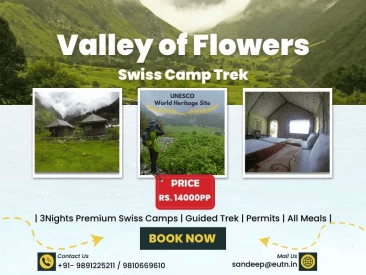 Valley of Flowers
Swiss Camp Trek
UNESCO
World Heritage Site
PRICE
RS. 14000PP
| 3Nights Premium Swiss Camps | Guided Trek | Permits | All Meals |
BOOK NOW
Contact Us
+91- 9891225211 / 9810669610
Mail Us
sandeep@eutn.in